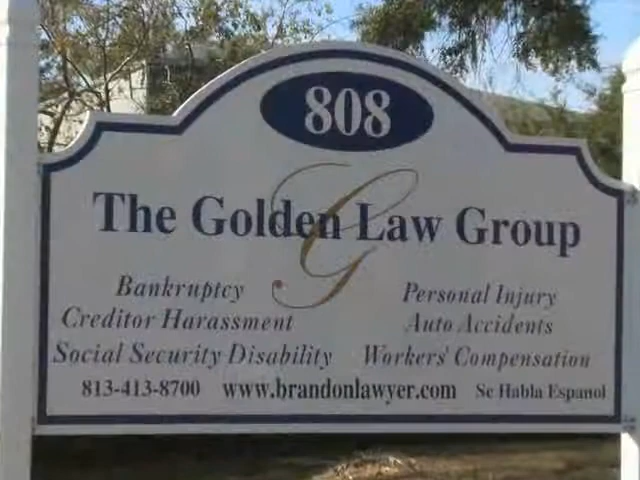 808
The Golden Law Group
G
Bankruptcy
Creditor Harassment
Social Security Disability
Personal Injury
Auto Accidents
Workers' Compensation
813-413-8700 www.brandonlawyer.com Se Habla Espanol